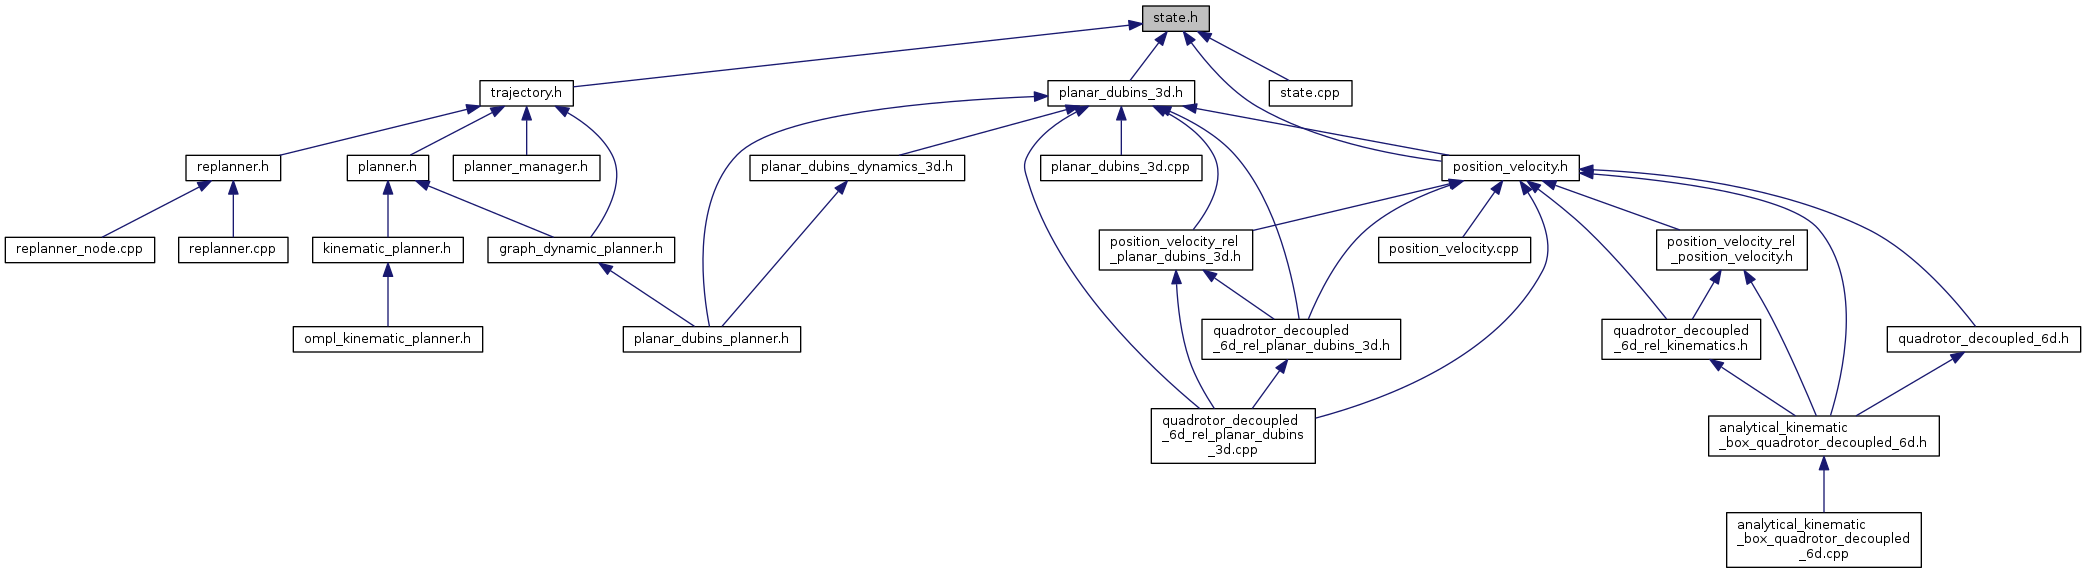 state.h
trajectory.h
planar_dubins_3d.h
state.cpp
replanner.h
planner.h
planner_manager.h
planar_dubins_dynamics_3d.h
planar_dubins_3d.cpp
position_velocity.h
replanner_node.cpp
replanner.cpp
kinematic_planner.h
graph_dynamic_planner.h
position_velocity_rel
_planar_dubins_3d.h
position_velocity.cpp
position_velocity_rel
_position_velocity.h
ompl_kinematic_planner.h
planar_dubins_planner.h
quadrotor_decoupled
_6d_rel_planar_dubins_3d.h
quadrotor_decoupled
_6d_rel_kinematics.h
quadrotor_decoupled_6d.h
quadrotor_decoupled
_6d_rel_planar_dubins
_3d.cpp
analytical_kinematic
_box_quadrotor_decoupled_6d.h
analytical_kinematic
_box_quadrotor_decoupled
_6d.cpp